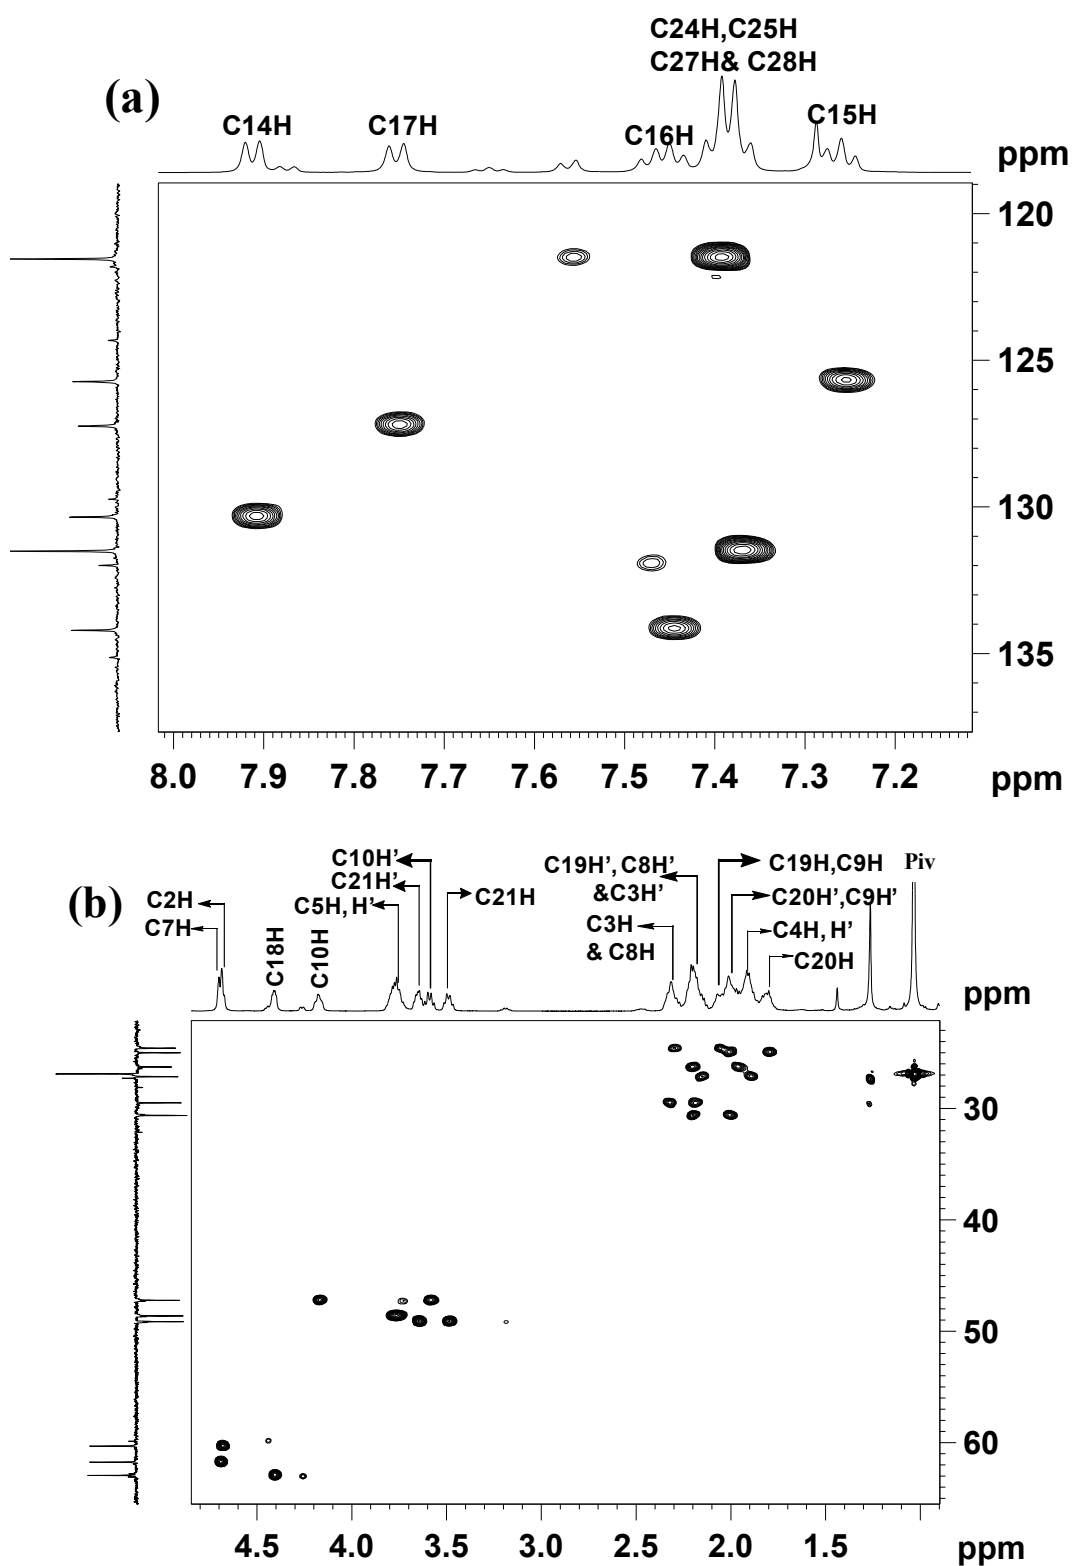 C24H,C25H
C27H& C28H
(a)
C14H
C17H
C16H
C15H
ppm
120
125
130
135
8.0 7.9 7.8 7.7 7.6 7.5 7.4 7.3 7.2 ppm
(b)
C2H
C7H
C18H
C10H
C10H’
C21H’
C5H, H’
C21H
C19H’, C8H’
&C3H’
C3H
& C8H
C19H,C9H
C20H’,C9H’
C4H, H’
C20H
Piv
ppm
30
40
50
60
4.5 4.0 3.5 3.0 2.5 2.0 1.5 ppm